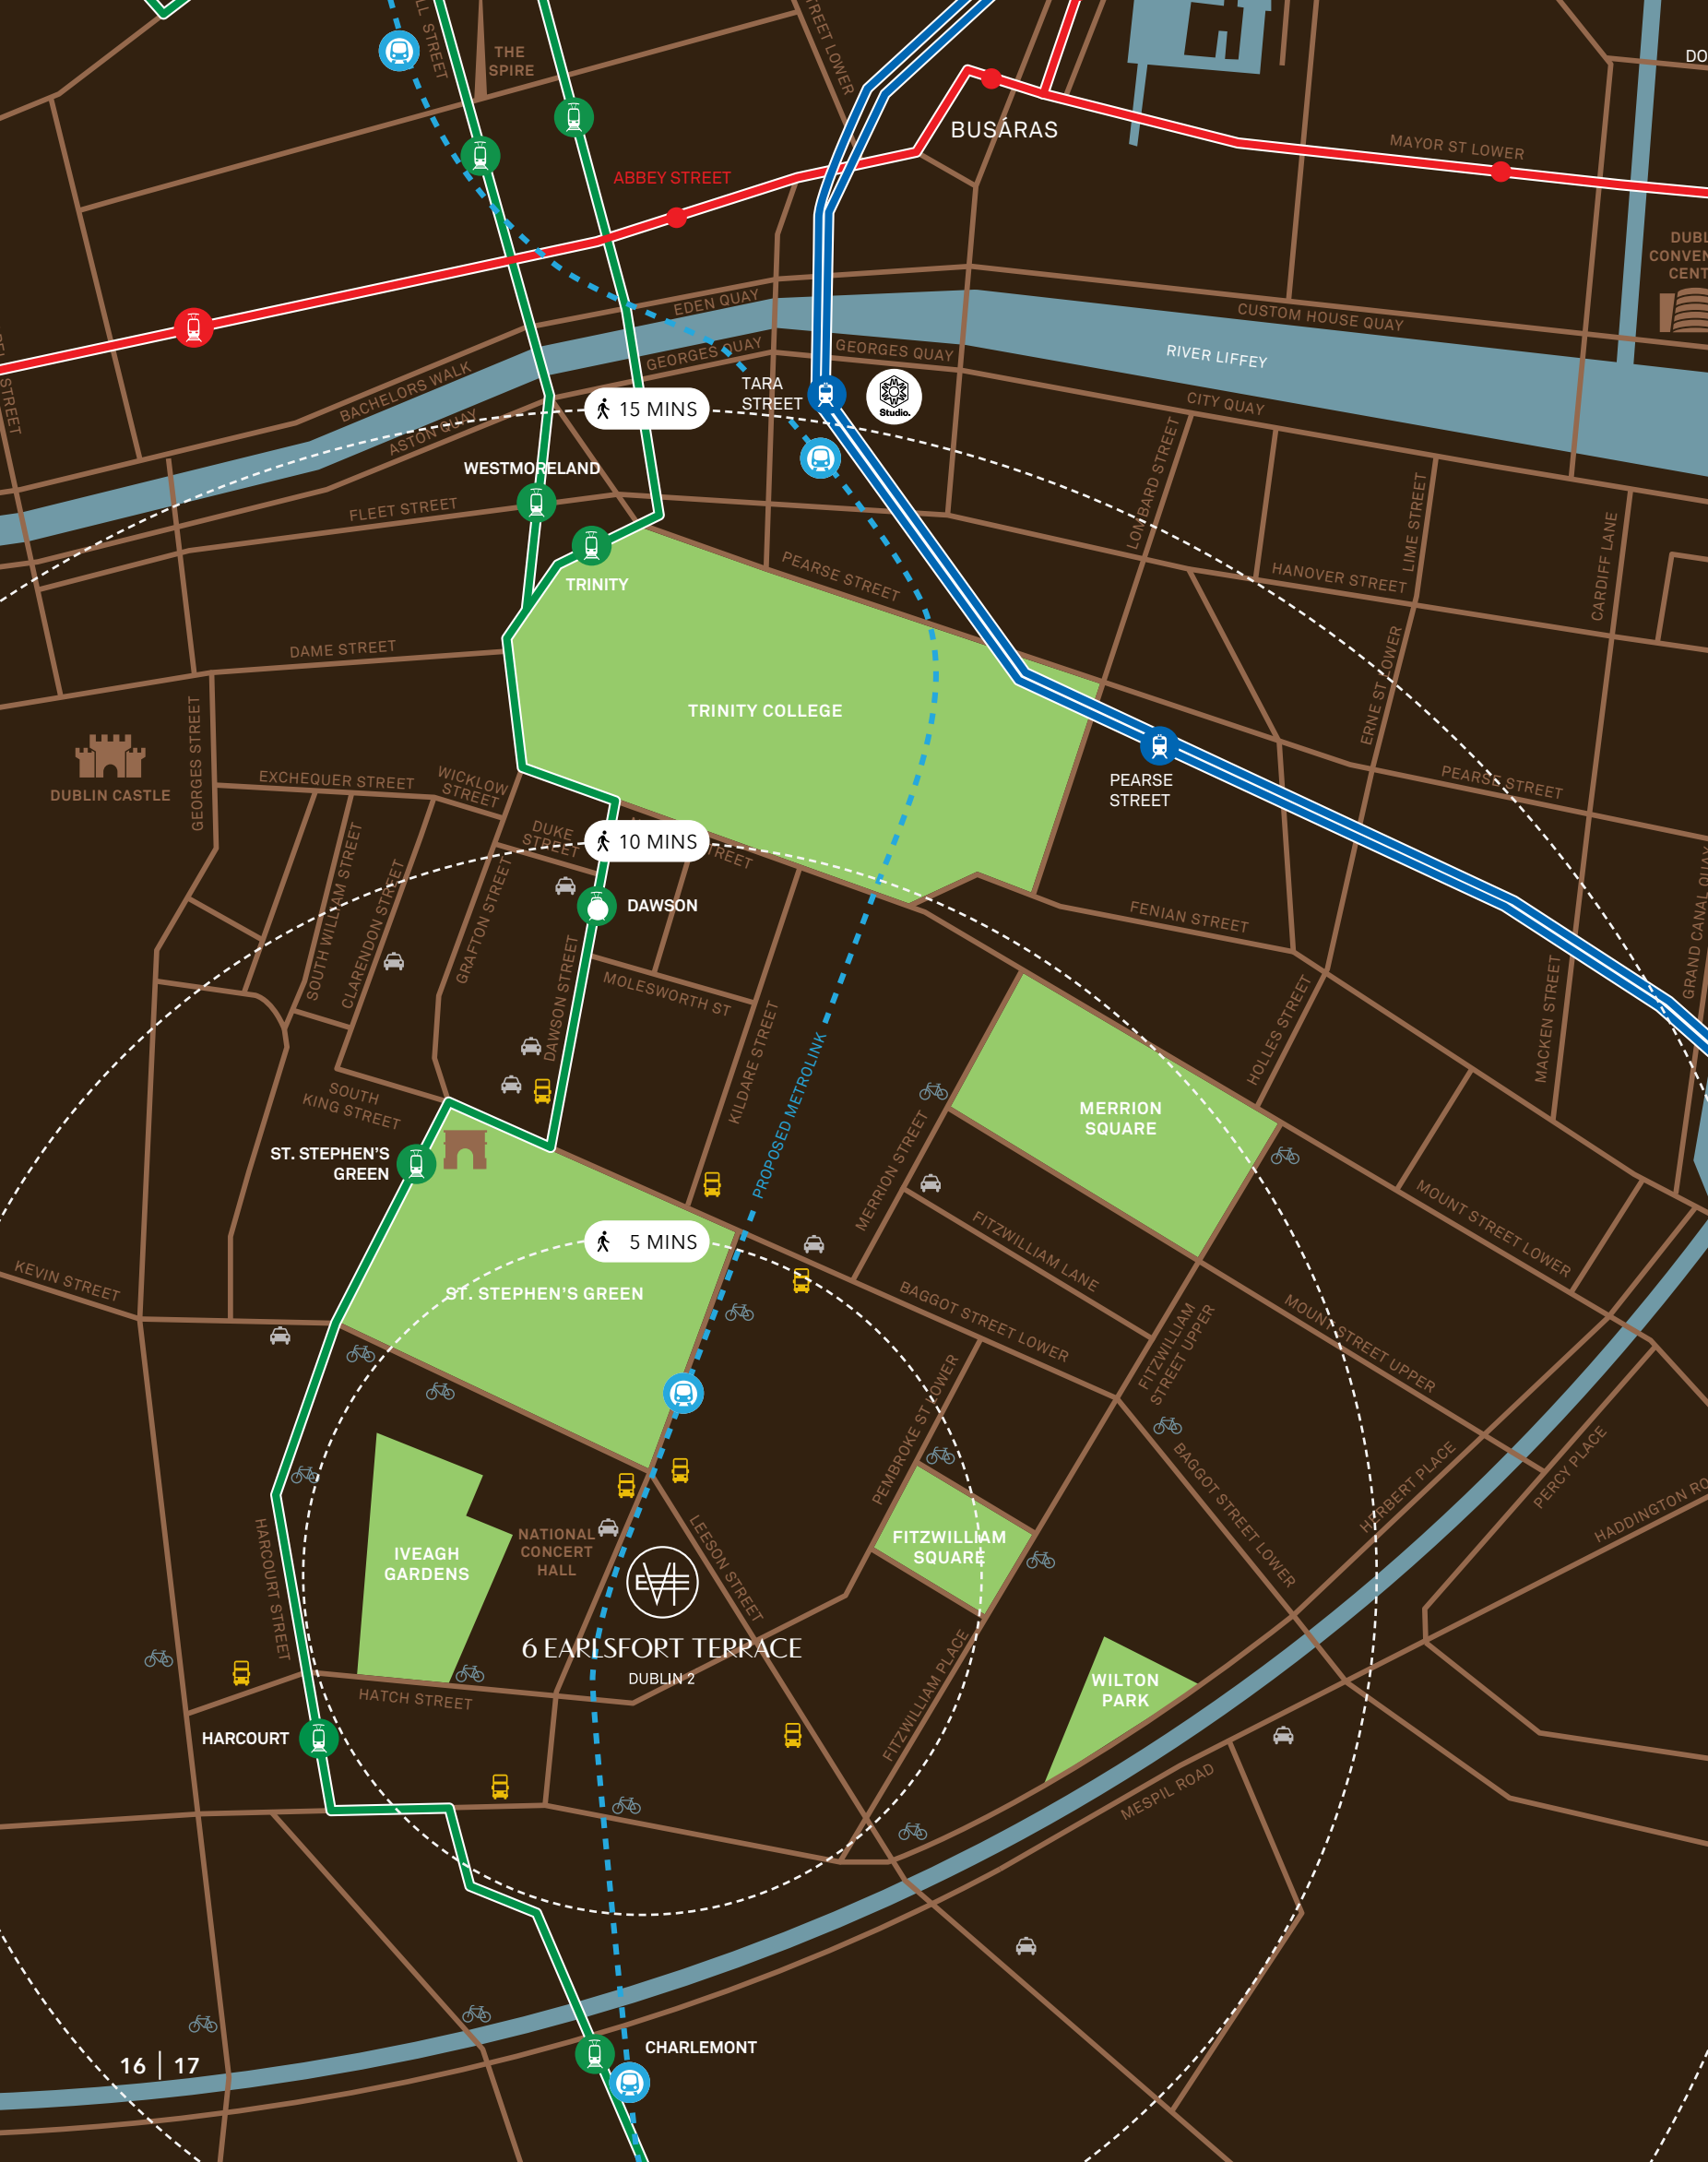 THE
SPIRE
STREET LOWER
BUSÁRAS
MAYOR ST LOWER
ABBEY STREET
EDEN QUAY
CUSTOM HOUSE QUAY
GEORGES QUAY
GEORGES QUAY
RIVER LIFFEY
BACHELORS WALK
TARA
STREET
Studio.
CITY QUAY
15 MINS
ASTON QUAY
WESTMORELAND
LOMBARD STREET
LIME STREET
CARDIFF LANE
FLEET STREET
TRINITY
PEARSE STREET
HANOVER STREET
DAME STREET
ERNE ST LOWER
TRINITY COLLEGE
GEORGES STREET
DUBLIN CASTLE
EXCHEQUER STREET
WICKLOW
STREET
PEARSE
STREET
PEARSE STREET
DUKE
STREET
10 MINS
SOUTH WILLIAM STREET
CLARENDON STREET
GRAFTON STREET
DAWSON
FENIAN STREET
DAWSON STREET
MOLESWORTH ST
KILDARE STREET
PROPOSED METROLINK
HOLLES STREET
MACKEN STREET
SOUTH
KING STREET
MERRION
SQUARE
MERRION STREET
ST. STEPHEN'S
GREEN
MOUNT STREET LOWER
FITZWILLIAM LANE
5 MINS
KEVIN STREET
ST. STEPHEN'S GREEN
BAGGOT STREET LOWER
FITZWILLIAM
STREET UPPER
MOUNT STREET UPPER
PEMBROKE ST LOWER
BAGGOT STREET LOWER
HERBERT PLACE
PERCY PLACE
HARCOURT STREET
IVEAGH
GARDENS
NATIONAL
CONCERT
HALL
LEESON STREET
FITZWILLIAM
SQUARE
EVE
6 EARLSFORT TERRACE
DUBLIN 2
FITZWILLIAM PLACE
WILTON
PARK
HATCH STREET
HARCOURT
MESPIL ROAD
CHARLEMONT
16 | 17